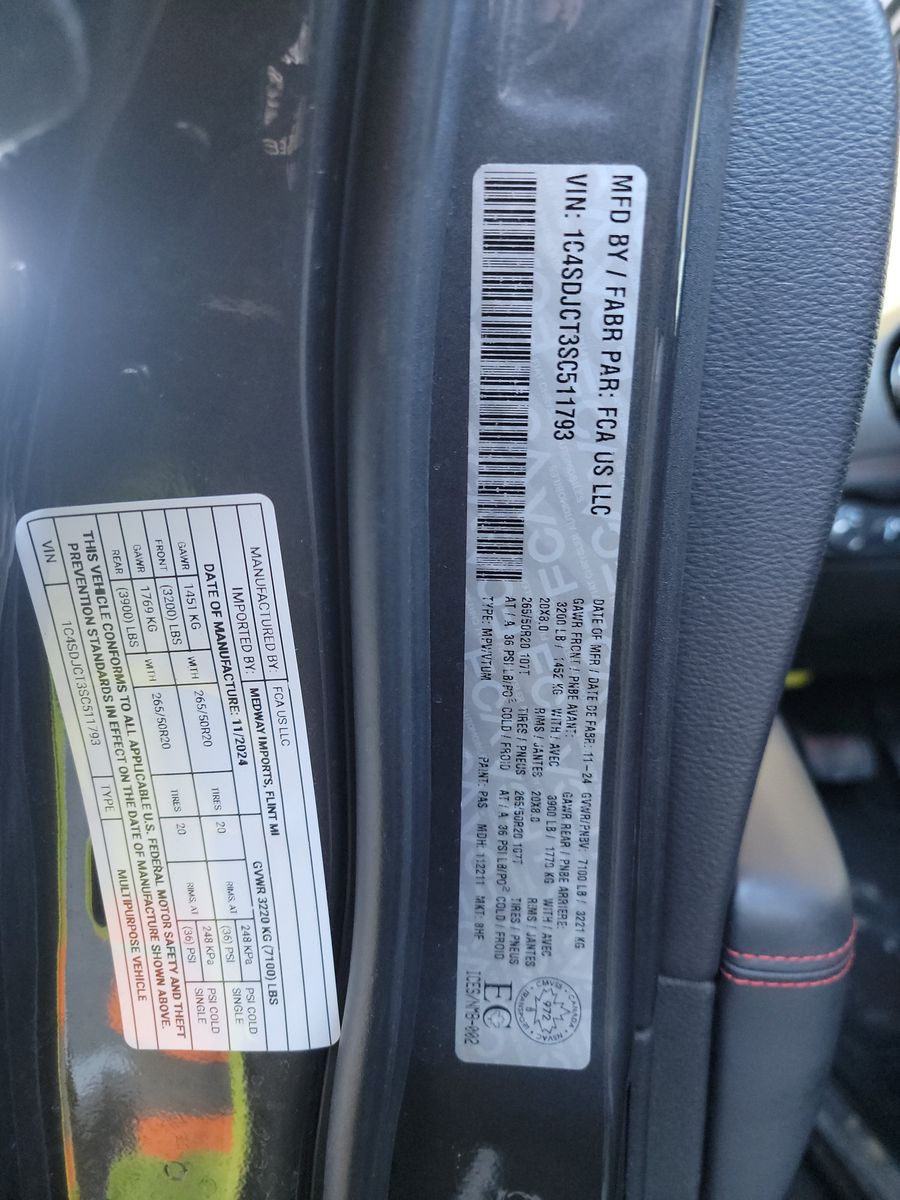 MFD BY / FABR PAR: FCA US LLC
VIN: 1C4SDJCT3SC511793
DATE OF MFR / DATE DE FABR: 11-24 GVWR/PNBV: 7100 LB / 3221 KG
GAWR FRONT / PNBE AVANT: GAWR REAR / PNBE ARRIERE:
3200 LB / 1452 KG WITH / AVEC 3900 LB / 1770 KG WITH / AVEC
20X8.0 RIMS / JANTES 20X8.0 RIMS / JANTES
265/50R20 107T TIRES / PNEUS 265/50R20 107T TIRES / PNEUS
AT / A 36 PSI LB/PO² COLD / FROID AT / A 36 PSI LB/PO² COLD / FROID
TYPE: MPV/VTUM PAINT: PAS MDH: 112211 MKT: BHF
CMVSS • CANADA
972
NSVAC
EC
ICES/NMB-002
MANUFACTURED BY: FCA US LLC
IMPORTED BY: MEDWAY IMPORTS, FLINT MI
DATE OF MANUFACTURE: 11/2024 GVWR 3220 KG (7100) LBS
GAWR FRONT 1451 KG (3200) LBS WITH 265/50R20 TIRES 20 RIMS, AT 248 KPa (36) PSI PSI COLD SINGLE
GAWR REAR 1769 KG (3900) LBS WITH 265/50R20 TIRES 20 RIMS, AT 248 KPa (36) PSI PSI COLD SINGLE
THIS VEHICLE CONFORMS TO ALL APPLICABLE U.S. FEDERAL MOTOR SAFETY AND THEFT
PREVENTION STANDARDS IN EFFECT ON THE DATE OF MANUFACTURE SHOWN ABOVE.
VIN 1C4SDJCT3SC511793 TYPE MULTIPURPOSE VEHICLE